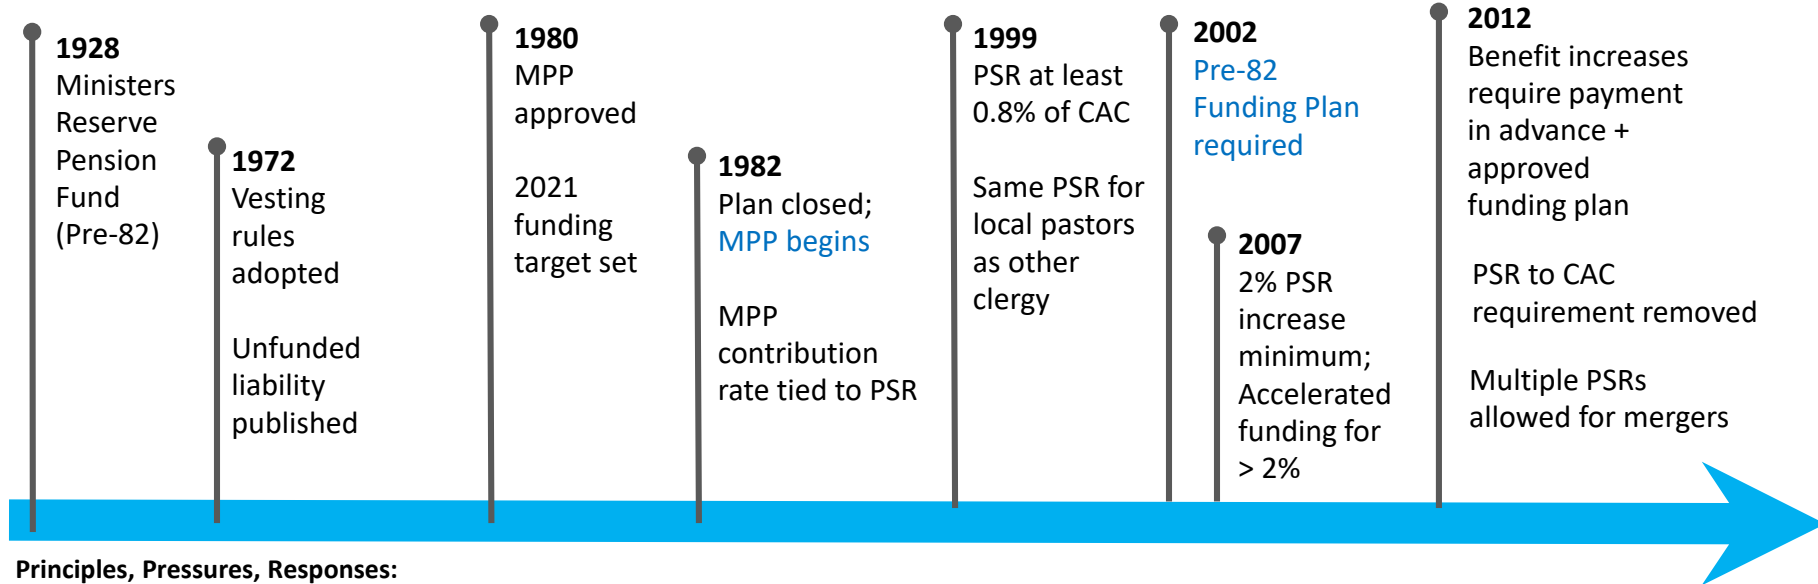 1928
Ministers
Reserve
Pension
Fund
(Pre-82)
1972
Vesting
rules
adopted
Unfunded
liability
published
1980
MPP
approved
2021
funding
target set
1982
Plan closed;
MPP begins
MPP
contribution
rate tied to PSR
1999
PSR at least
0.8% of CAC
Same PSR for
local pastors
as other
clergy
2002
Pre-82
Funding Plan
required
2007
2% PSR
increase
minimum;
Accelerated
funding for
> 2%
2012
Benefit increases
require payment
in advance +
approved
funding plan
PSR to CAC
requirement removed
Multiple PSRs
allowed for mergers
Principles, Pressures, Responses: